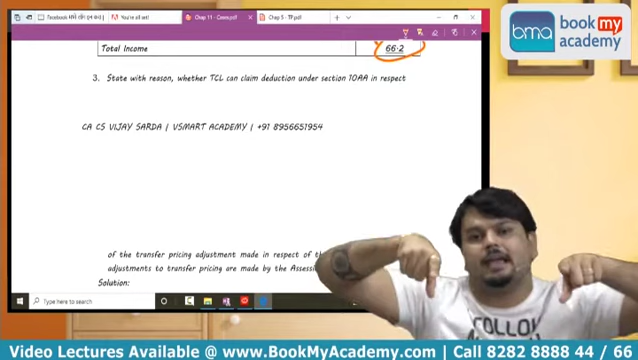 Facebook
You're all set!
Chap 11 - Cases.pdf
Chap 5 - TP.pdf
bma
book my
academy
Total Income
66.2
3. State with reason, whether TCL can claim deduction under section 10AA in respect
CA CS VIJAY SARDA | VSMART ACADEMY | +91 8956651954
of the transfer pricing adjustment made in respect of
adjustments to transfer pricing are made by the
Solution:
Type here to search
FOLLOW
Video Lectures Available @ www.BookMyAcademy.com | Call 8282 8888 44 / 66